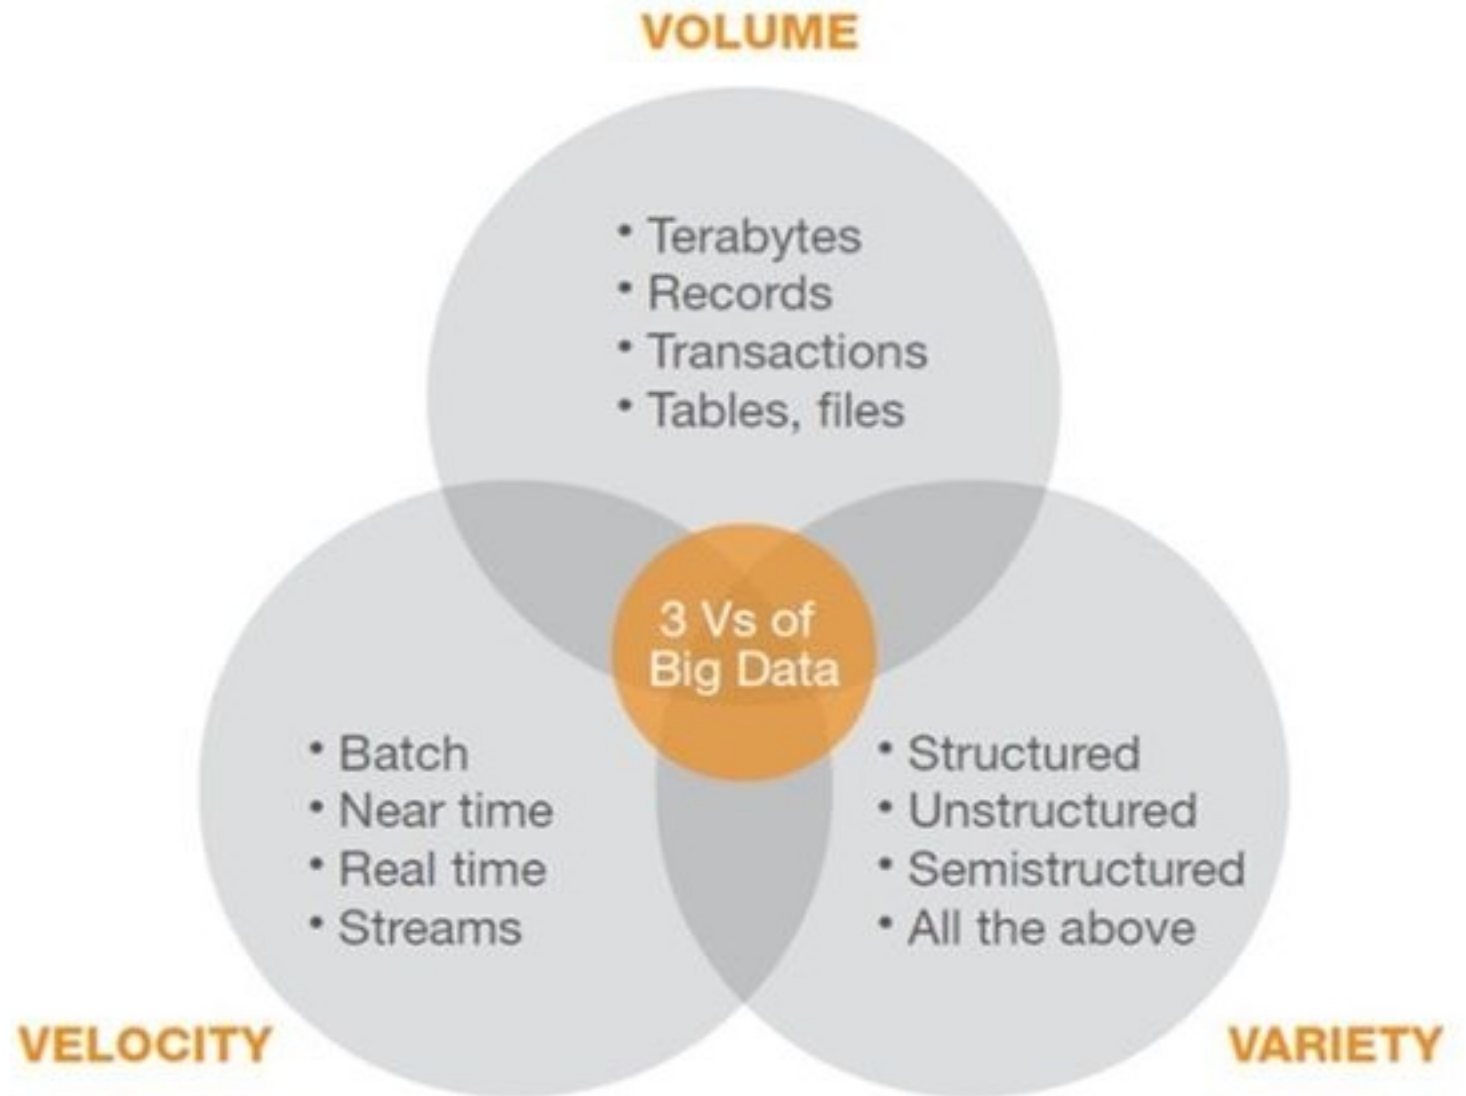 VOLUME
• Terabytes
• Records
• Transactions
• Tables, files
3 Vs of
Big Data
• Batch
• Near time
• Real time
• Streams
• Structured
• Unstructured
• Semistructured
• All the above
VELOCITY
VARIETY